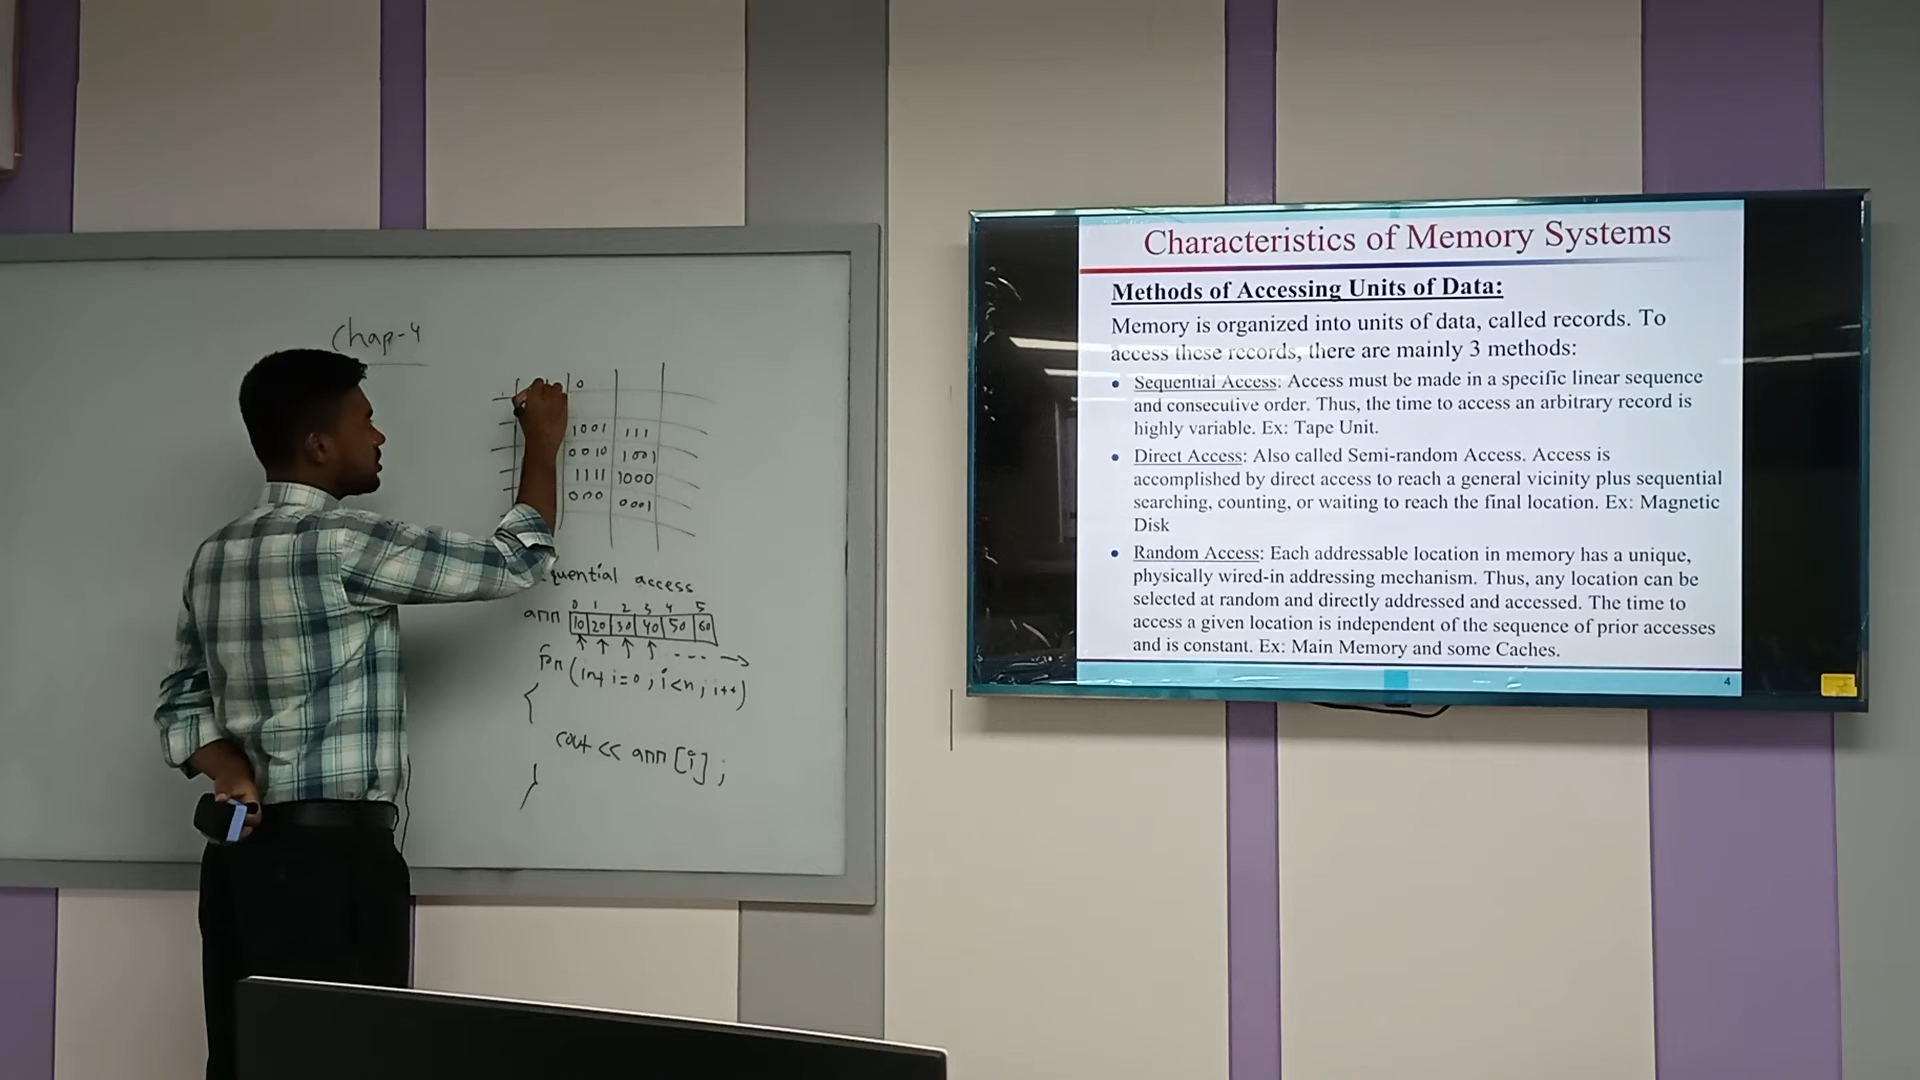 Chap-4
0
1001 111
0010 1001
1111 1000
000 0001
quential access
0 1 2 3 4 5
arr 10 20 30 40 50 60
for (int i=0; i<n; i++)
{
cout << arr[i];
}
Characteristics of Memory Systems
Methods of Accessing Units of Data:
Memory is organized into units of data, called records. To
access these records, there are mainly 3 methods:
• Sequential Access: Access must be made in a specific linear sequence
and consecutive order. Thus, the time to access an arbitrary record is
highly variable. Ex: Tape Unit.
• Direct Access: Also called Semi-random Access. Access is
accomplished by direct access to reach a general vicinity plus sequential
searching, counting, or waiting to reach the final location. Ex: Magnetic
Disk
• Random Access: Each addressable location in memory has a unique,
physically wired-in addressing mechanism. Thus, any location can be
selected at random and directly addressed and accessed. The time to
access a given location is independent of the sequence of prior accesses
and is constant. Ex: Main Memory and some Caches.
4